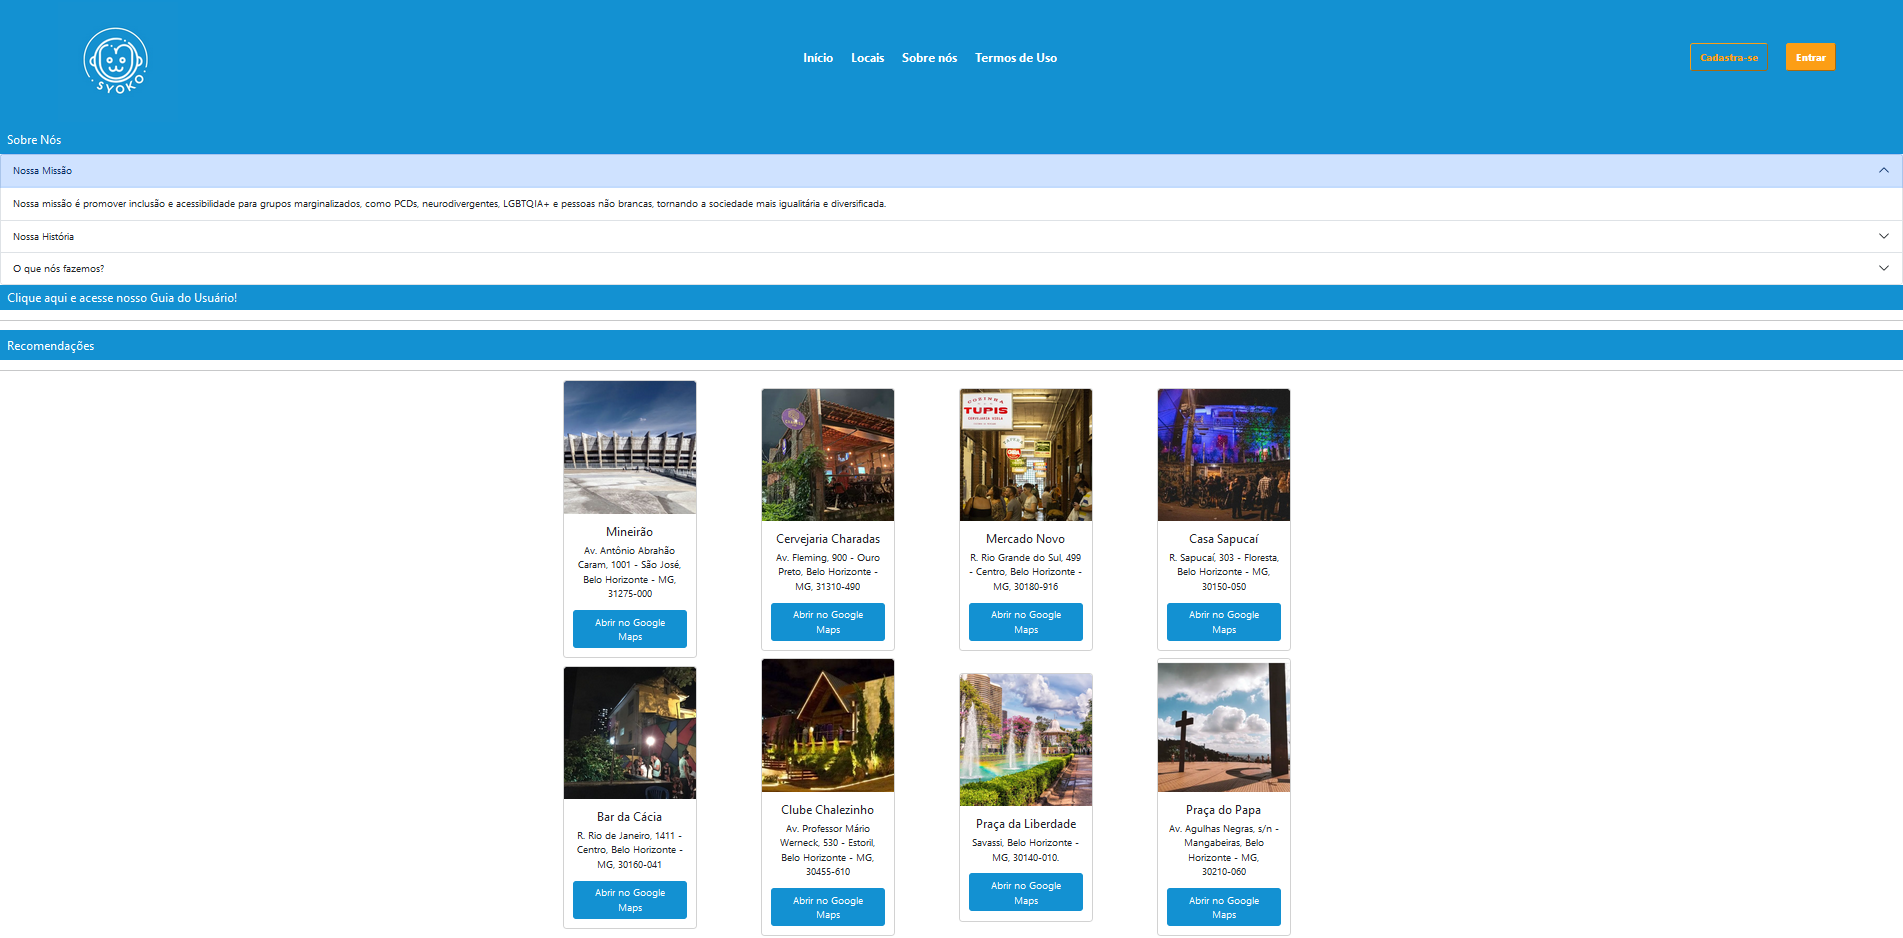 SYOKO
Início Locais Sobre nós Termos de Uso
Cadastra-se
Entrar
Sobre Nós
Nossa Missão
Nossa missão é promover inclusão e acessibilidade para grupos marginalizados, como PCDs, neurodivergentes, LGBTQIA+ e pessoas não brancas, tornando a sociedade mais igualitária e diversificada.
Nossa História
O que nós fazemos?
Clique aqui e acesse nosso Guia do Usuário!
Recomendações
Mineirão
Av. Antônio Abrahão
Caram, 1001 - São José,
Belo Horizonte - MG,
31275-000
Abrir no Google
Maps
Cervejaria Charadas
Av. Fleming, 900 - Ouro
Preto, Belo Horizonte -
MG, 31310-490
Abrir no Google
Maps
COZINHA
TUPIS
Mercado Novo
R. Rio Grande do Sul, 499
- Centro, Belo Horizonte -
MG, 30180-916
Abrir no Google
Maps
Casa Sapucaí
R. Sapucaí, 303 - Floresta,
Belo Horizonte - MG,
30150-050
Abrir no Google
Maps
Bar da Cácia
R. Rio de Janeiro, 1411 -
Centro, Belo Horizonte -
MG, 30160-041
Abrir no Google
Maps
Clube Chalezinho
Av. Professor Mário
Werneck, 530 - Estoril,
Belo Horizonte - MG,
30455-610
Abrir no Google
Maps
Praça da Liberdade
Savassi, Belo Horizonte -
MG, 30140-010.
Abrir no Google
Maps
Praça do Papa
Av. Agulhas Negras, s/n -
Mangabeiras, Belo
Horizonte - MG,
30210-060
Abrir no Google
Maps